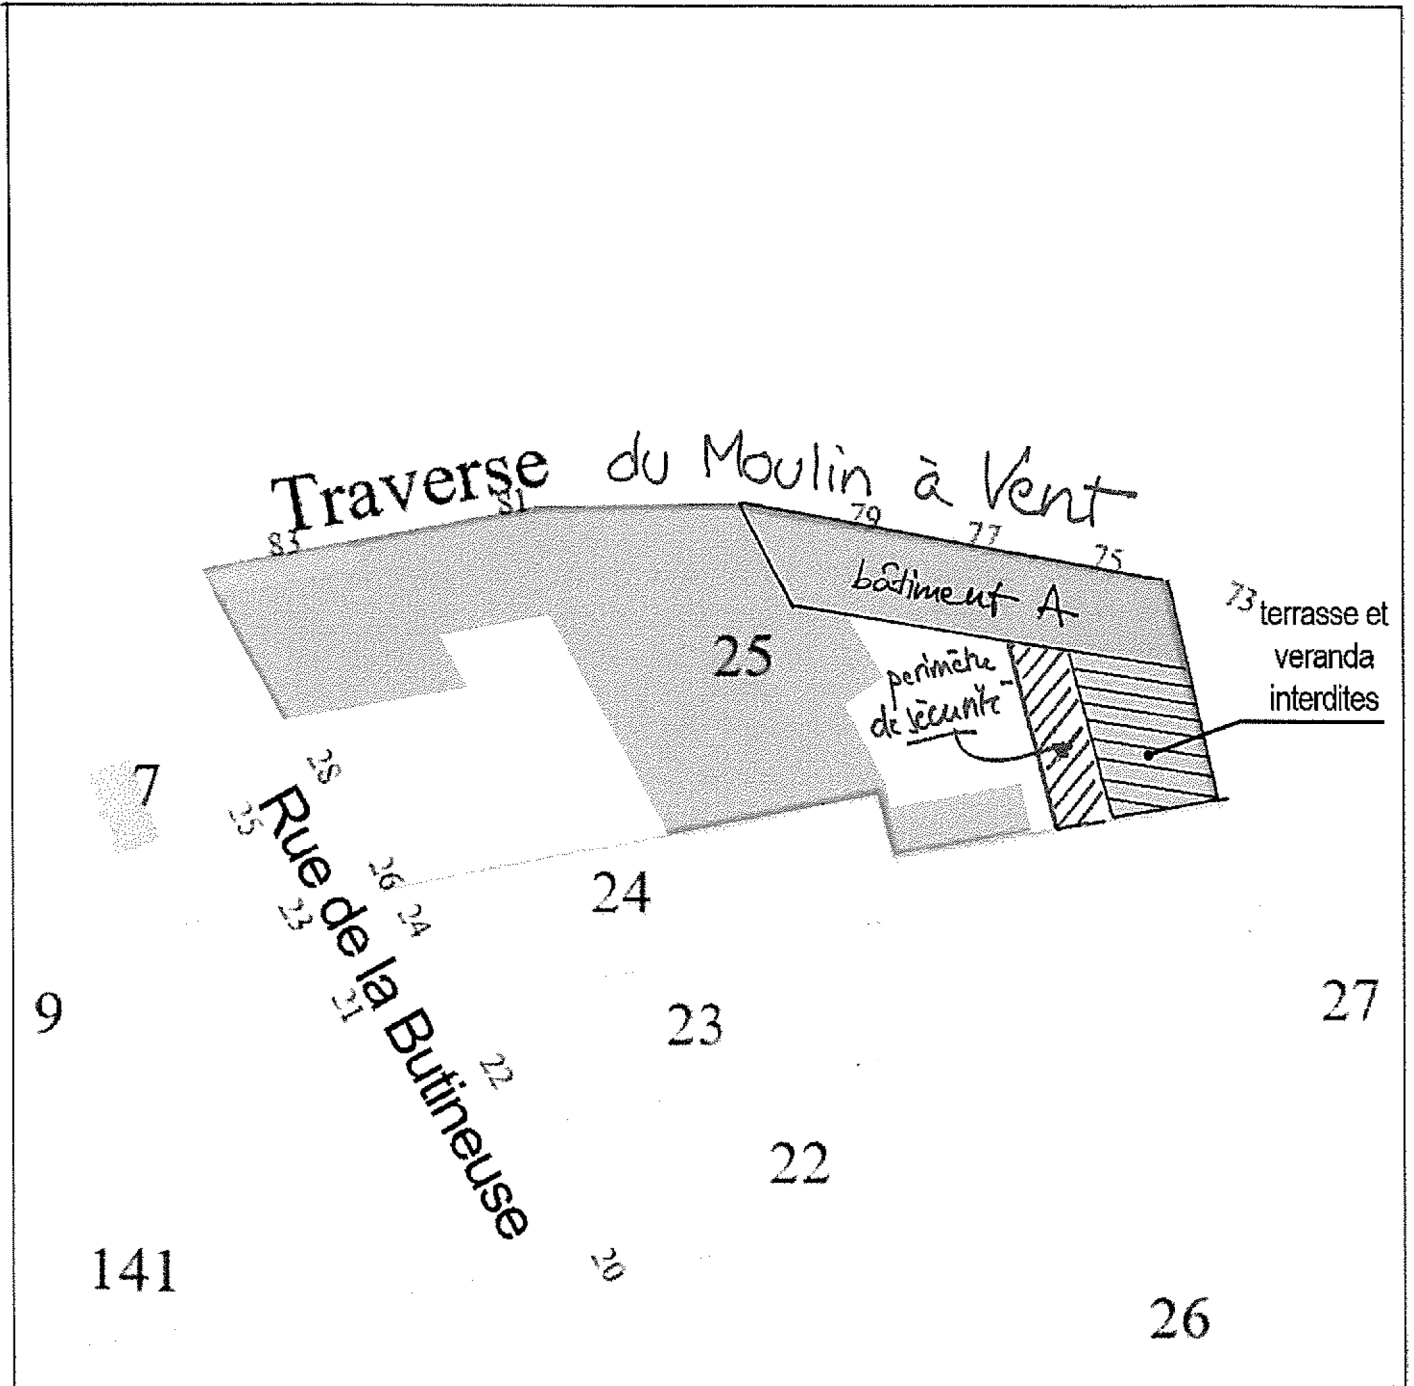 Traverse du Moulin à Vent
83
81
79
77
75
73
bâtiment A
terrasse et
veranda
interdites
25
perimètre
de sécurité
7
28
25
Rue de la Butineuse
26
24
23
24
21
9
23
27
22
22
20
141
26